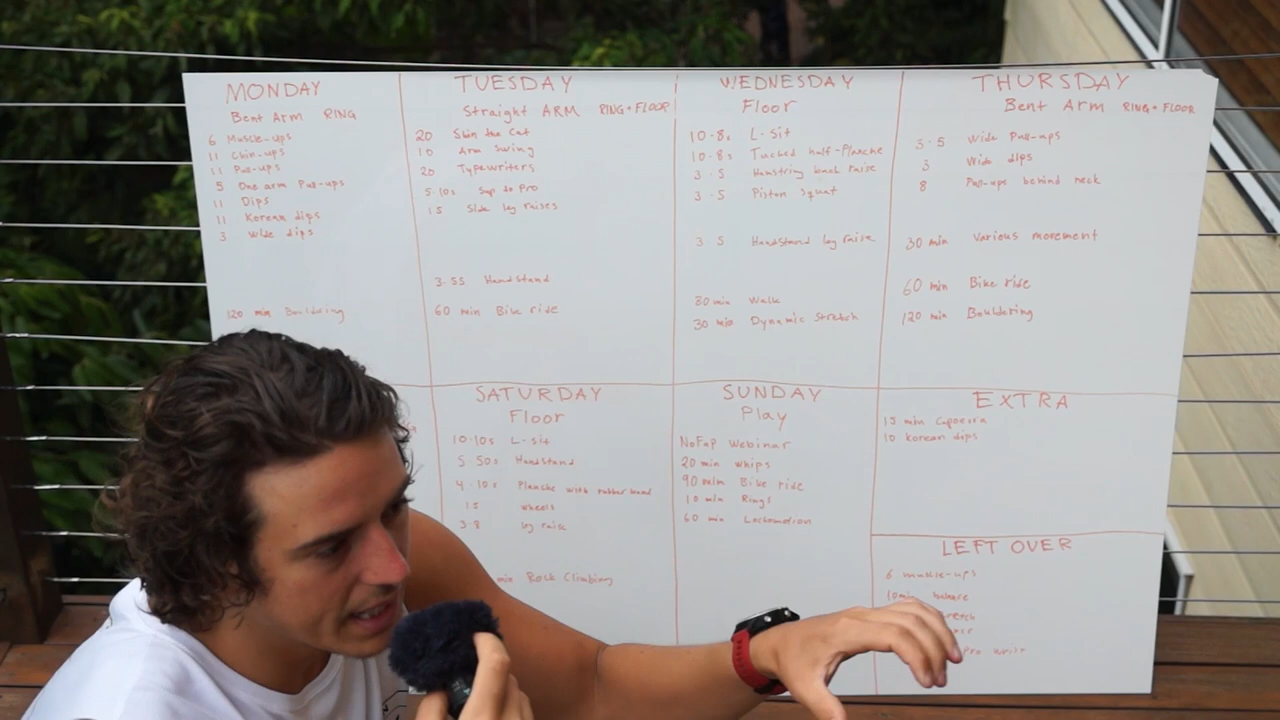 MONDAY
Bent Arm RING
6 Muscle-ups
11 Chin-ups
11 Pull-ups
5 One arm Pull-ups
11 Dips
11 Korean dips
3 Wide dips
120 min Bouldering
TUESDAY
Straight ARM RING+FLOOR
20 Skin the Cat
10 Arm Swing
20 Typewriters
5·10s Sup to Pro
15 Side leg raises
3·55 Handstand
60 min Bike ride
WEDNESDAY
Floor
10·8s L-sit
10·8s Tucked half-Planche
3·5 Hamstring back raise
3·5 Piston Squat
3·5 Handstand leg raise
30 min Walk
30 min Dynamic Stretch
THURSDAY
Bent Arm RING+FLOOR
3·5 Wide Pull-ups
3 Wide dips
8 Pull-ups behind neck
30 min Various movement
60 min Bike ride
120 min Bouldering
SATURDAY
Floor
10·10s L-sit
5·50s Handstand
4·10s Planche with rubber band
15 wheels
3·8 leg raise
min Rock Climbing
SUNDAY
Play
NoFap Webinar
20 min Whips
90 min Bike ride
10 min Rings
60 min Locomotion
EXTRA
15 min Capoeira
10 korean dips
LEFT OVER
6 muscle-ups
10min balance
Pro wrist